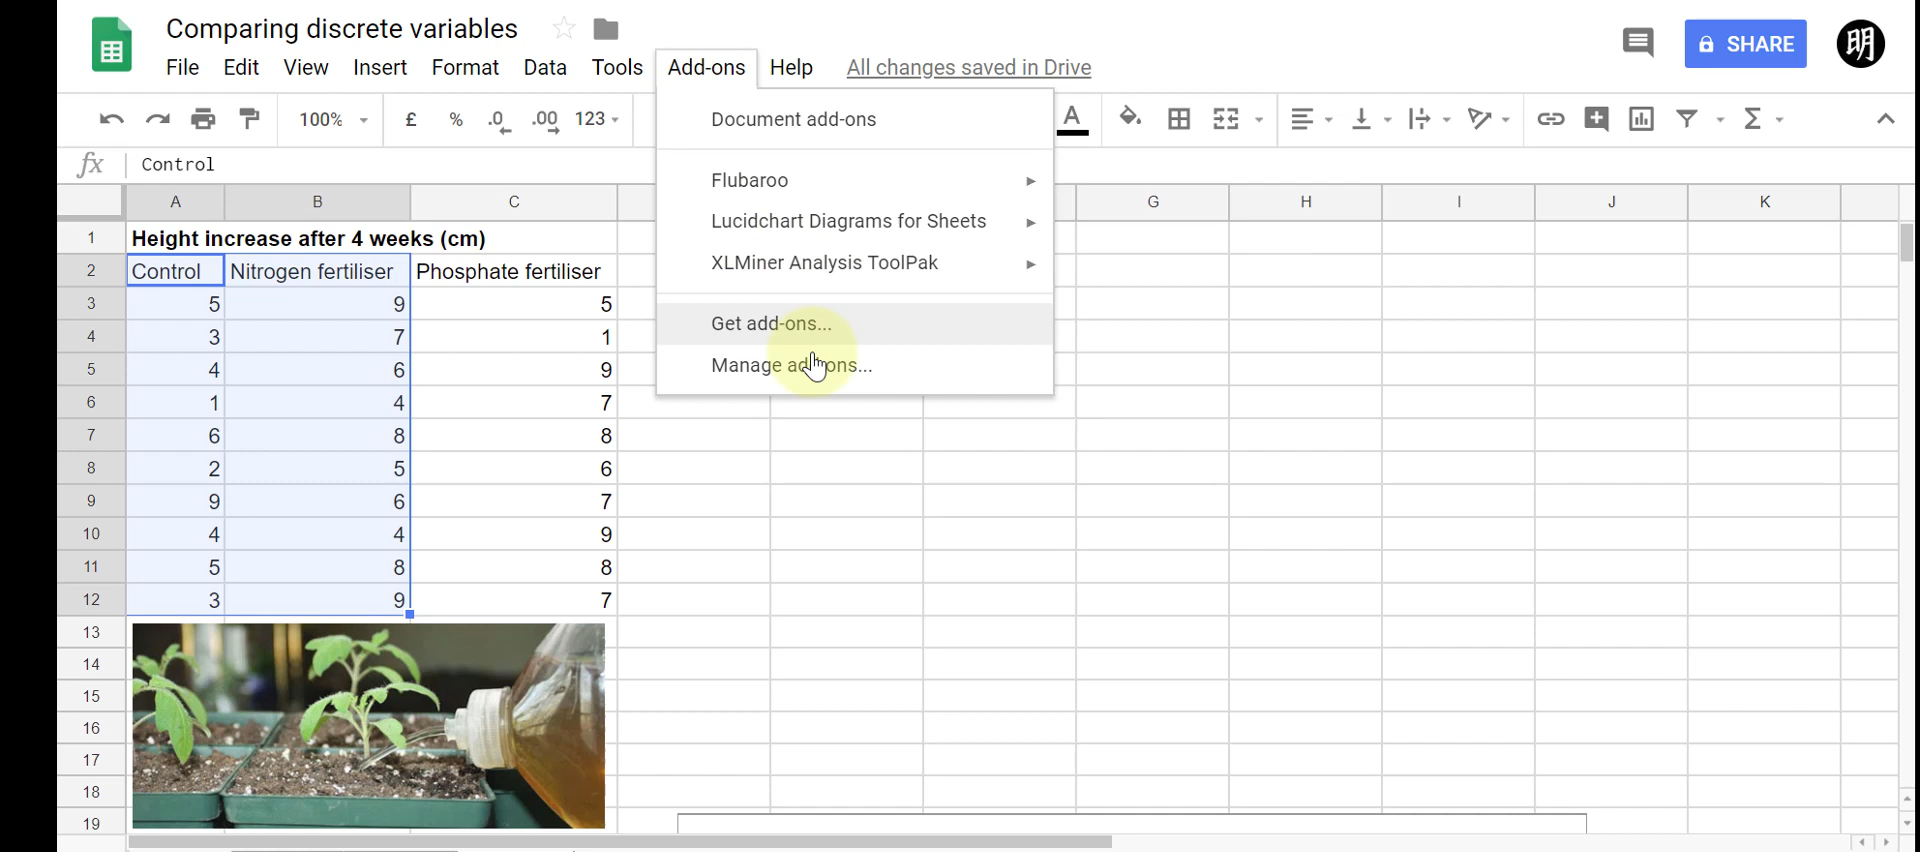 Comparing discrete variables
SHARE
明
File Edit View Insert Format Data Tools Add-ons Help All changes saved in Drive
100% £ % .0 .00 123 A Σ
fx Control
Document add-ons
Flubaroo
Lucidchart Diagrams for Sheets
XLMiner Analysis ToolPak
Get add-ons...
Manage add-ons...
A B C G H I J K
1 Height increase after 4 weeks (cm)
2 Control Nitrogen fertiliser Phosphate fertiliser
3 5 9 5
4 3 7 1
5 4 6 9
6 1 4 7
7 6 8 8
8 2 5 6
9 9 6 7
10 4 4 9
11 5 8 8
12 3 9 7
13
14
15
16
17
18
19